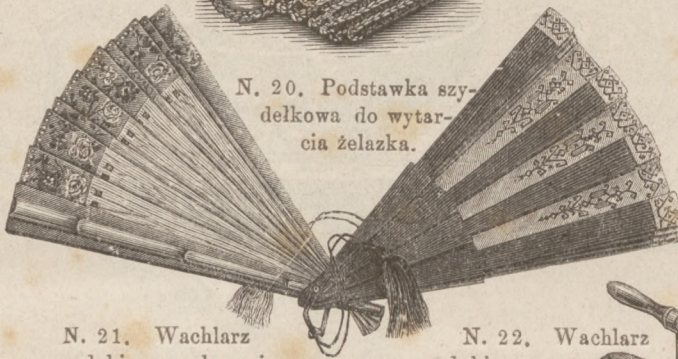 N. 20. Podstawka szy-
dełkowa do wytar-
cia żelazka.
N. 21. Wachlarz
N. 22. Wachlarz